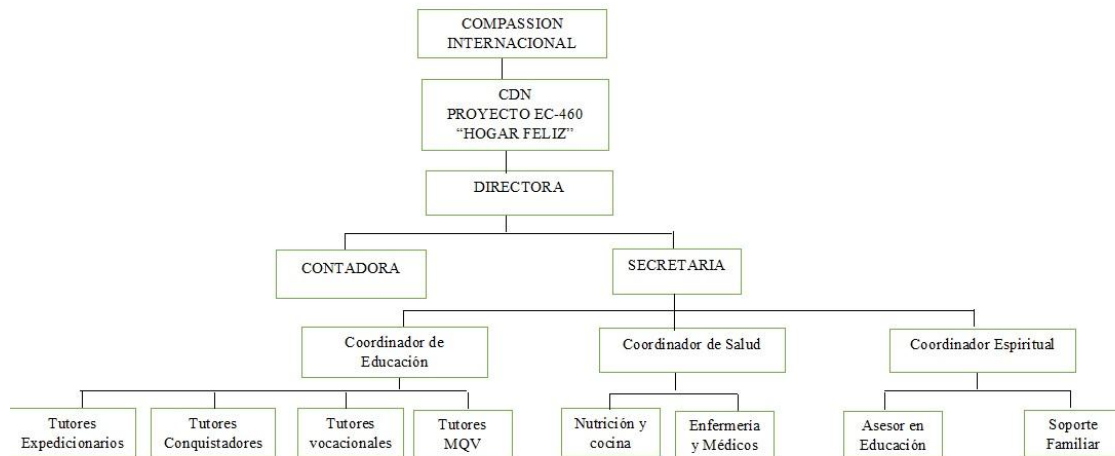 COMPASSION
INTERNACIONAL
CDN
PROYECTO EC-460
“HOGAR FELIZ”
DIRECTORA
CONTADORA
SECRETARIA
Coordinador de
Educación
Coordinador de Salud
Coordinador Espiritual
Tutores
Expedicionarios
Tutores
Conquistadores
Tutores
vocacionales
Tutores
MQV
Nutrición y
cocina
Enfermeria
y Médicos
Asesor en
Educación
Soporte
Familiar